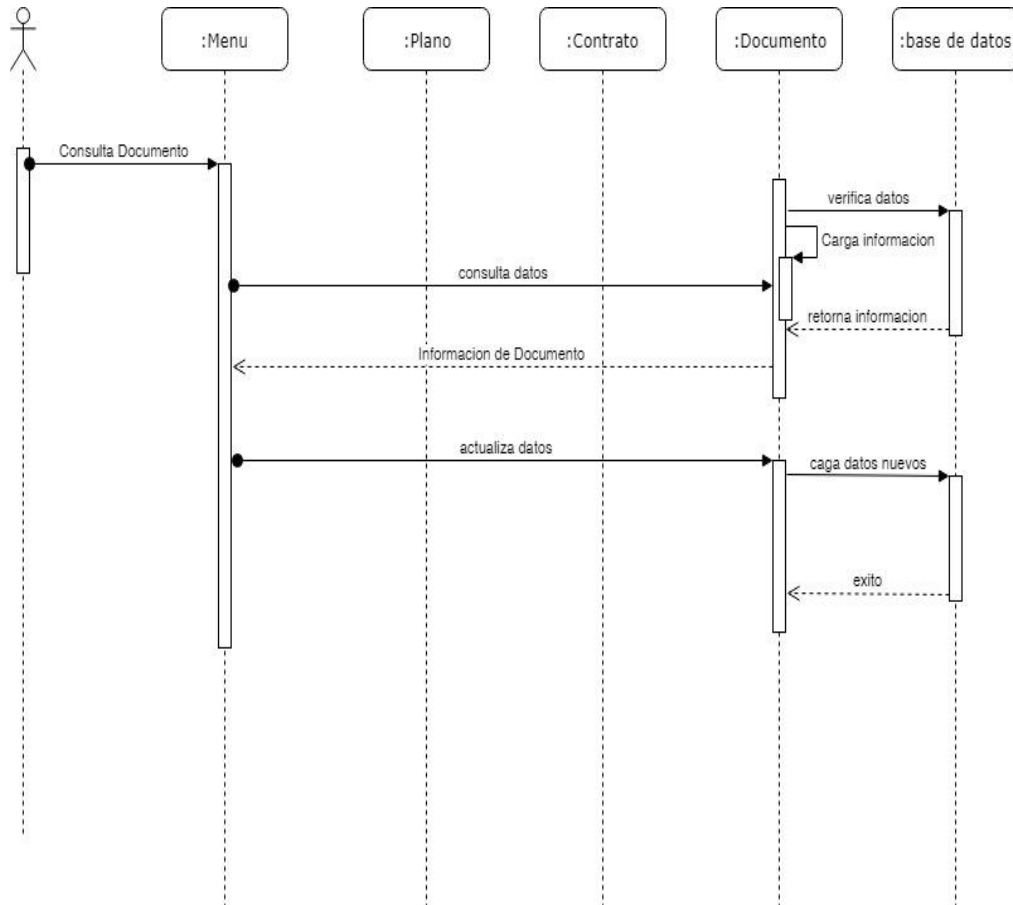 :Menu
:Plano
:Contrato
:Documento
:base de datos
Consulta Documento
verifica datos
Carga informacion
consulta datos
retorna informacion
Informacion de Documento
actualiza datos
caga datos nuevos
exito